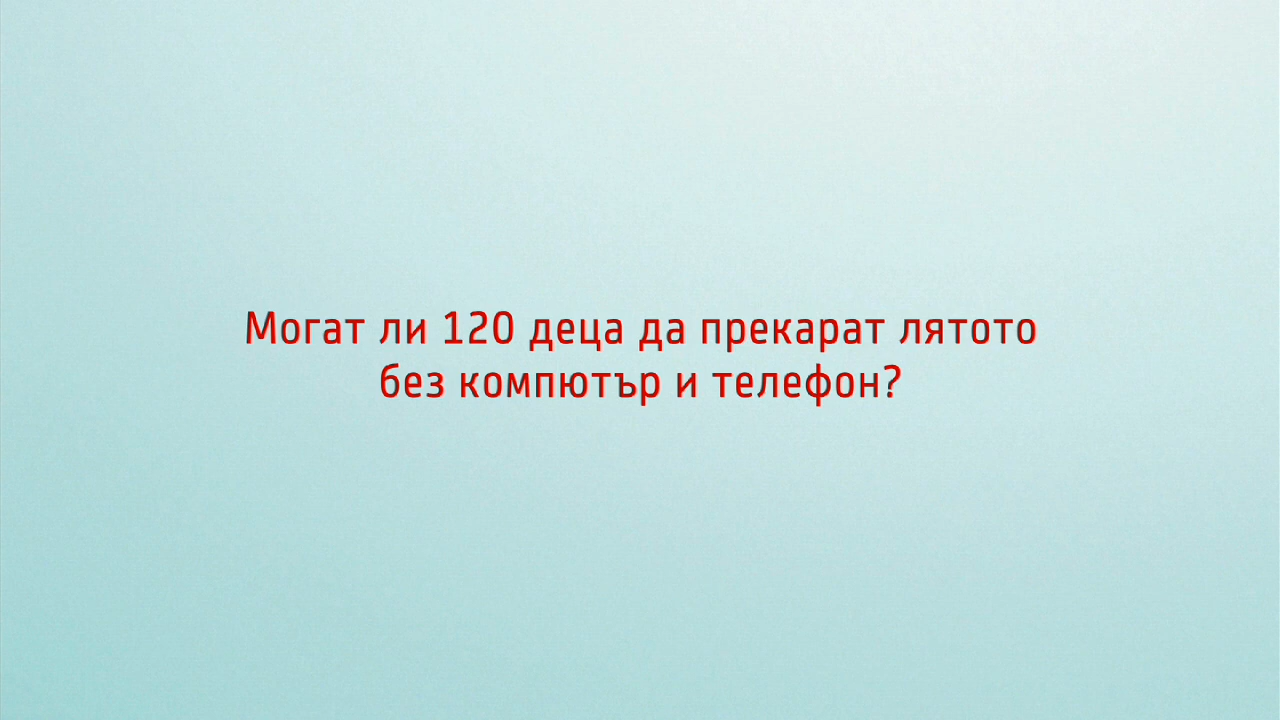 Могат ли 120 деца да прекарат лятото
без компютър и телефон?